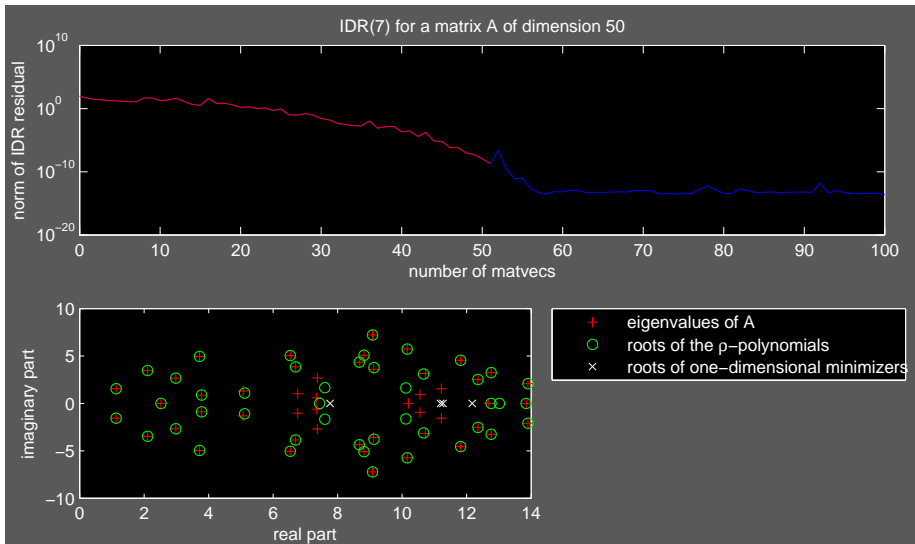 IDR(7) for a matrix A of dimension 50
norm of IDR residual
10^10
10^0
10^−10
10^−20
0 10 20 30 40 50 60 70 80 90 100
number of matvecs
imaginary part
10
5
0
−5
−10
0 2 4 6 8 10 12 14
real part
eigenvalues of A
roots of the ρ−polynomials
roots of one−dimensional minimizers